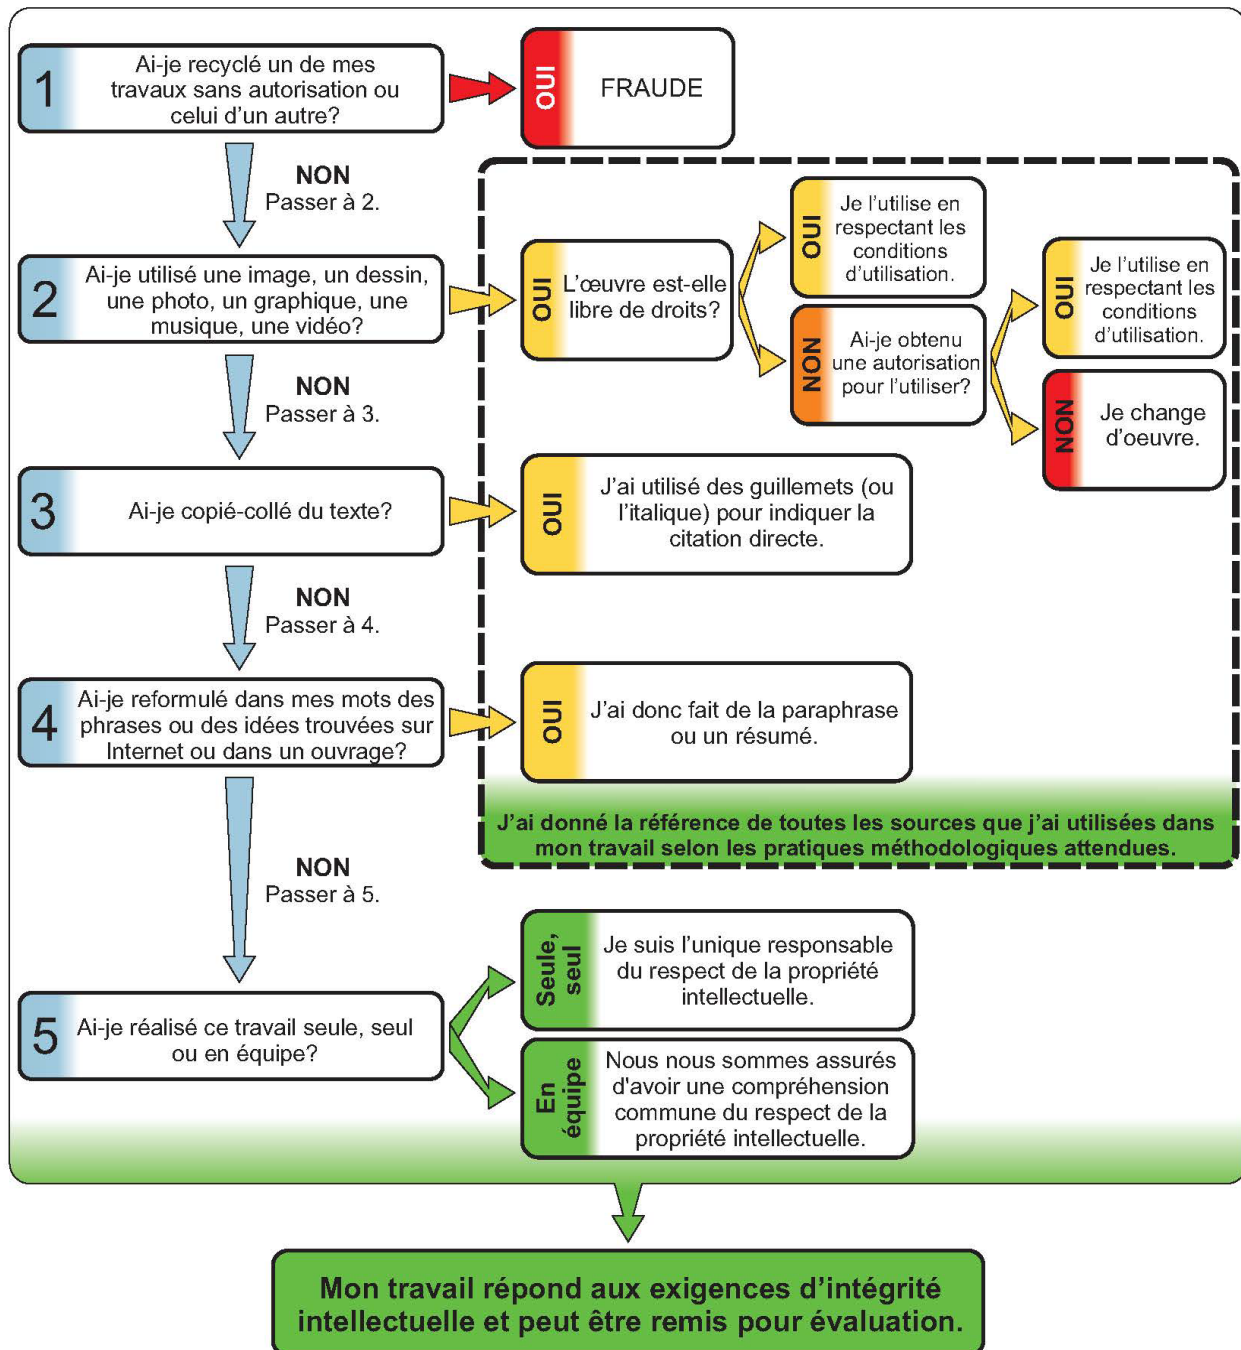 1
Ai-je recyclé un de mes
travaux sans autorisation ou
celui d'un autre?
OUI
FRAUDE
NON
Passer à 2.
2
Ai-je utilisé une image, un dessin,
une photo, un graphique, une
musique, une vidéo?
OUI
L'œuvre est-elle
libre de droits?
OUI
Je l'utilise en
respectant les
conditions
d'utilisation.
NON
Ai-je obtenu
une autorisation
pour l'utiliser?
OUI
Je l'utilise en
respectant les
conditions
d'utilisation.
NON
Je change
d'oeuvre.
NON
Passer à 3.
3
Ai-je copié-collé du texte?
OUI
J'ai utilisé des guillemets (ou
l'italique) pour indiquer la
citation directe.
NON
Passer à 4.
4
Ai-je reformulé dans mes mots des
phrases ou des idées trouvées sur
Internet ou dans un ouvrage?
OUI
J'ai donc fait de la paraphrase
ou un résumé.
J'ai donné la référence de toutes les sources que j'ai utilisées dans
mon travail selon les pratiques méthodologiques attendues.
NON
Passer à 5.
5
Ai-je réalisé ce travail seule, seul
ou en équipe?
Seule,
seul
Je suis l'unique responsable
du respect de la propriété
intellectuelle.
En
équipe
Nous nous sommes assurés
d'avoir une compréhension
commune du respect de la
propriété intellectuelle.
Mon travail répond aux exigences d'intégrité
intellectuelle et peut être remis pour évaluation.